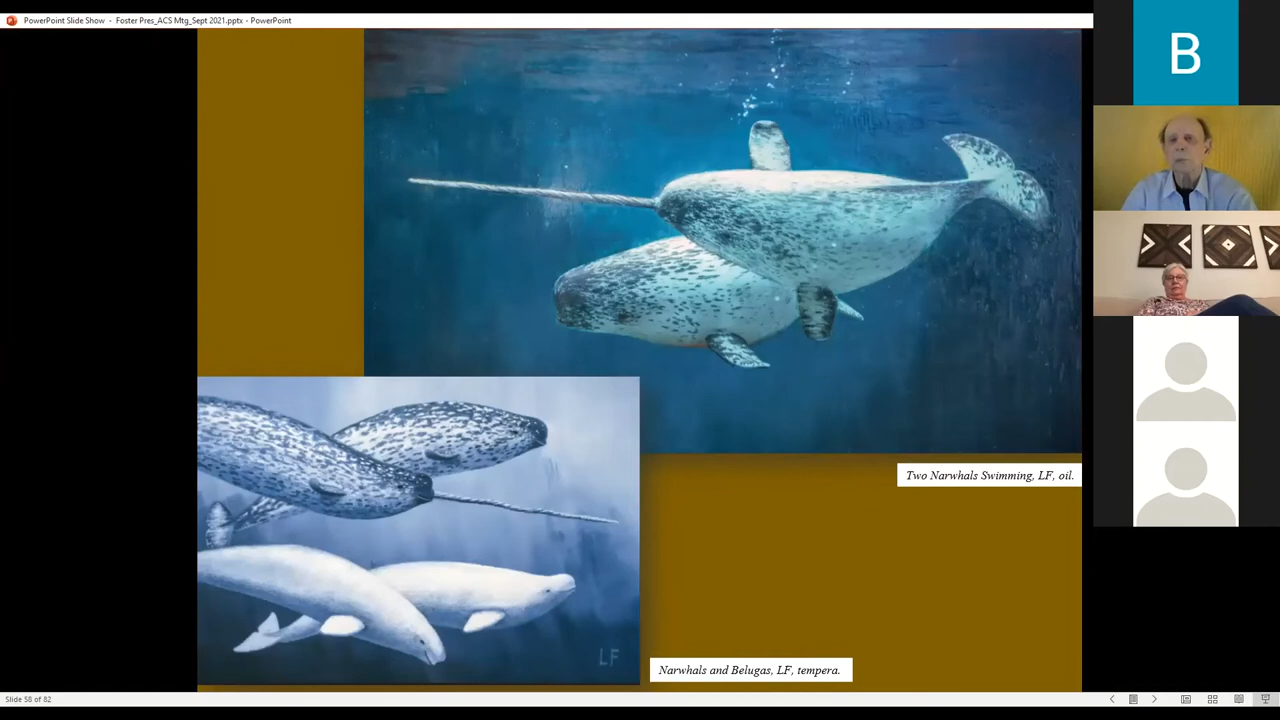 PowerPoint Slide Show - Foster Pres_ACS Mtg_Sept 2021.pptx - PowerPoint
B
Two Narwhals Swimming, LF, oil.
LF
Narwhals and Belugas, LF, tempera.
Slide 58 of 82